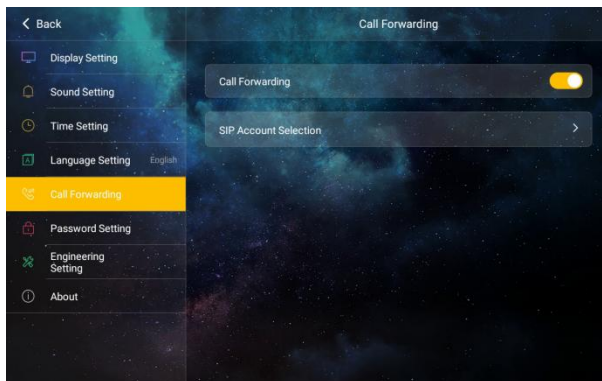 Back
Call Forwarding
Display Setting
Sound Setting
Time Setting
Language Setting English
Call Forwarding
Password Setting
Engineering
Setting
About
Call Forwarding
SIP Account Selection